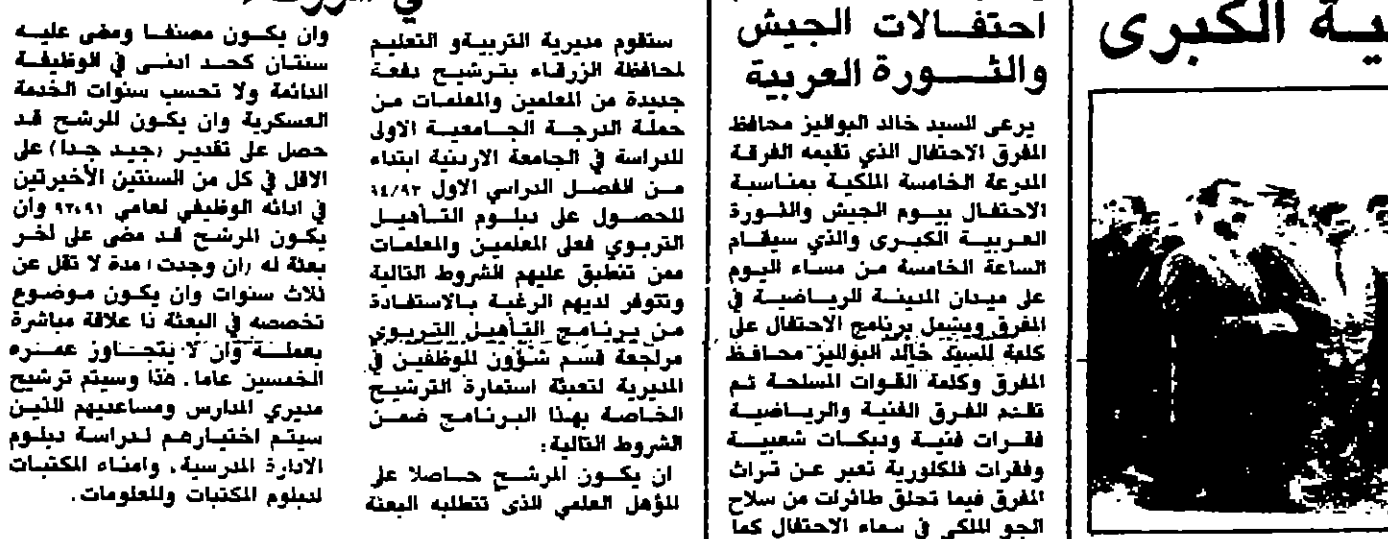 ـية الكبرى
احتفالات الجيش
والثورة العربية
يرعى السيد خالد البواليز محافظ
المفرق الاحتفال الذي تقيمه الفرقة
المدرعة الخامسة الملكية بمناسبة
الاحتفال بيوم الجيش والثورة
العربية الكبرى والذي سيقام
الساعة الخامسة من مساء اليوم
على ميدان المدينة الرياضية في
المفرق ويشمل برنامج الاحتفال على
كلمة للسيد خالد البواليز محافظ
المفرق وكلمة القوات المسلحة ثم
تقدم الفرق الفنية والرياضية
فقرات فنية ودبكات شعبية
وفقرات فلكلورية تعبر عن تراث
المفرق فيما تحلق طائرات من سلاح
الجو الملكي في سماء الاحتفال كما
ستقوم مديرية التربيةو التعليم
لمحافظة الزرقاء بترشيح دفعة
جديدة من المعلمين والمعلمات من
حملة الدرجة الجامعية الاولى
للدراسة في الجامعة الاردنية ابتداء
من الفصل الدراسي الاول ٩٤/٩٣
للحصول على دبلوم التأهيل
التربوي فعلى المعلمين والمعلمات
ممن تنطبق عليهم الشروط التالية
وتتوفر لديهم الرغبة بالاستفادة
من برنامج التأهيل التربوي
مراجعة قسم شؤون الموظفين في
المديرية لتعبئة استمارة الترشيح
الخاصة بهذا البرنامج ضمن
الشروط التالية:
ان يكون المرشح حاصلا على
المؤهل العلمي الذى تتطلبه البعثة
وان يكون مصنفا ومضى عليه
سنتان كحد ادنى في الوظيفة
الدائمة ولا تحسب سنوات الخدمة
العسكرية وان يكون المرشح قد
حصل على تقدير (جيد جدا) على
الاقل في كل من السنتين الأخيرتين
في ادائه الوظيفي لعامي ٩٢،٩١ وان
يكون المرشح قد مضى على اخر
بعثة له (ان وجدت) مدة لا تقل عن
ثلاث سنوات وان يكون موضوع
تخصصه في البعثة ذا علاقة مباشرة
بعمله وان لا يتجاوز عمره
الخمسين عاما. هذا وسيتم ترشيح
مديري المدارس ومساعديهم الذين
سيتم اختيارهم لدراسة دبلوم
الادارة المدرسية، وامناء المكتبات
لدبلوم المكتبات والمعلومات.